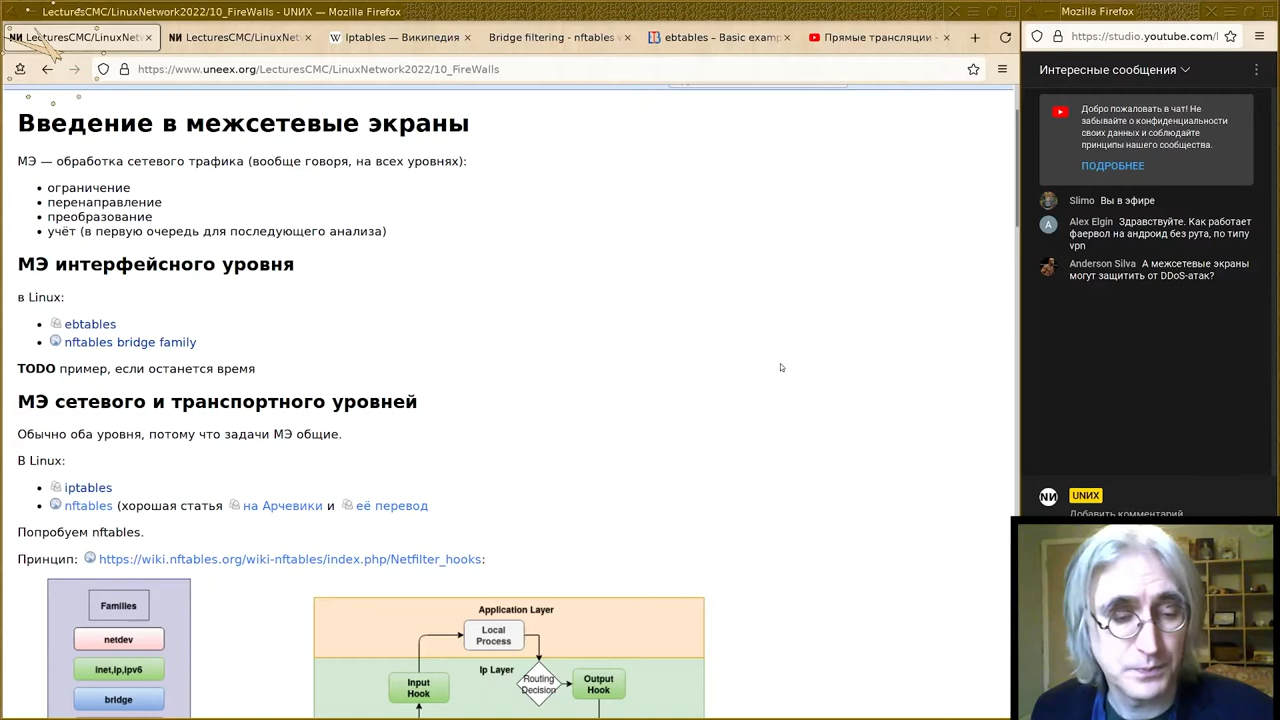 LecturesCMC/LinuxNetwork2022/10_FireWalls - UNИX — Mozilla Firefox
Mozilla Firefox
LecturesCMC/LinuxNetw
LecturesCMC/LinuxNetw
Iptables — Википедия
Bridge filtering - nftables w
ebtables – Basic examp
Прямые трансляции -
https://studio.youtube.com/l
https://www.uneex.org/LecturesCMC/LinuxNetwork2022/10_FireWalls
Интересные сообщения
Введение в межсетевые экраны
МЭ — обработка сетевого трафика (вообще говоря, на всех уровнях):
ограничение
перенаправление
преобразование
учёт (в первую очередь для последующего анализа)
МЭ интерфейсного уровня
в Linux:
ebtables
nftables bridge family
TODO пример, если останется время
МЭ сетевого и транспортного уровней
Обычно оба уровня, потому что задачи МЭ общие.
В Linux:
iptables
nftables (хорошая статья на Арчевики и её перевод
Попробуем nftables.
Принцип: https://wiki.nftables.org/wiki-nftables/index.php/Netfilter_hooks:
Families
netdev
inet,ip,ipv6
bridge
Application Layer
Local
Process
Ip Layer
Input
Hook
Routing
Decision
Output
Hook
Добро пожаловать в чат! Не
забывайте о конфиденциальности
своих данных и соблюдайте
принципы нашего сообщества.
ПОДРОБНЕЕ
Slimo Вы в эфире
A
Alex Elgin Здравствуйте. Как работает
фаервол на андроид без рута, по типу
vpn
Anderson Silva А межсетевые экраны
могут защитить от DDoS-атак?
NИ
UNИX
Добавить комментарий